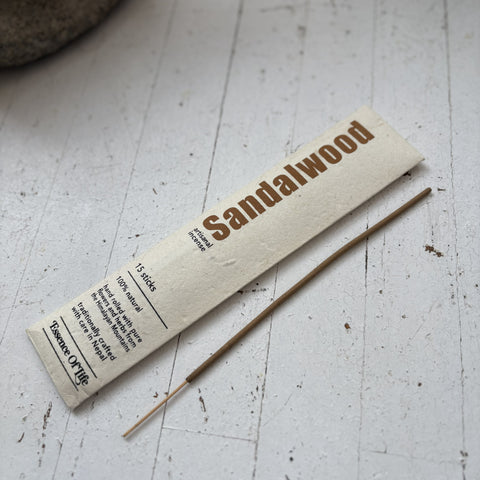 artisanal
incense
Sandalwood
15 sticks
100% natural
hand rolled with pure
flowers and herbs from
the Himalayan Mountains
traditionally crafted
with care in Nepal
Essence Of Life